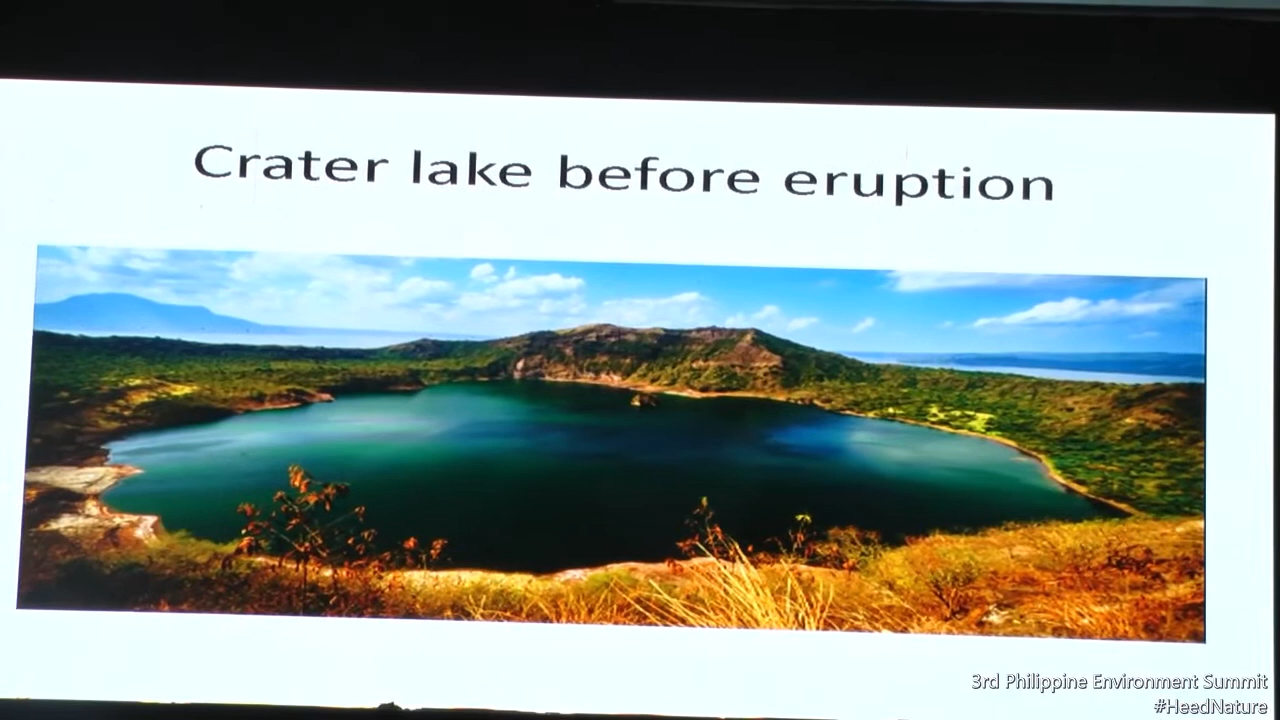 Crater lake before eruption
3rd Philippine Environment Summit
#HeedNature